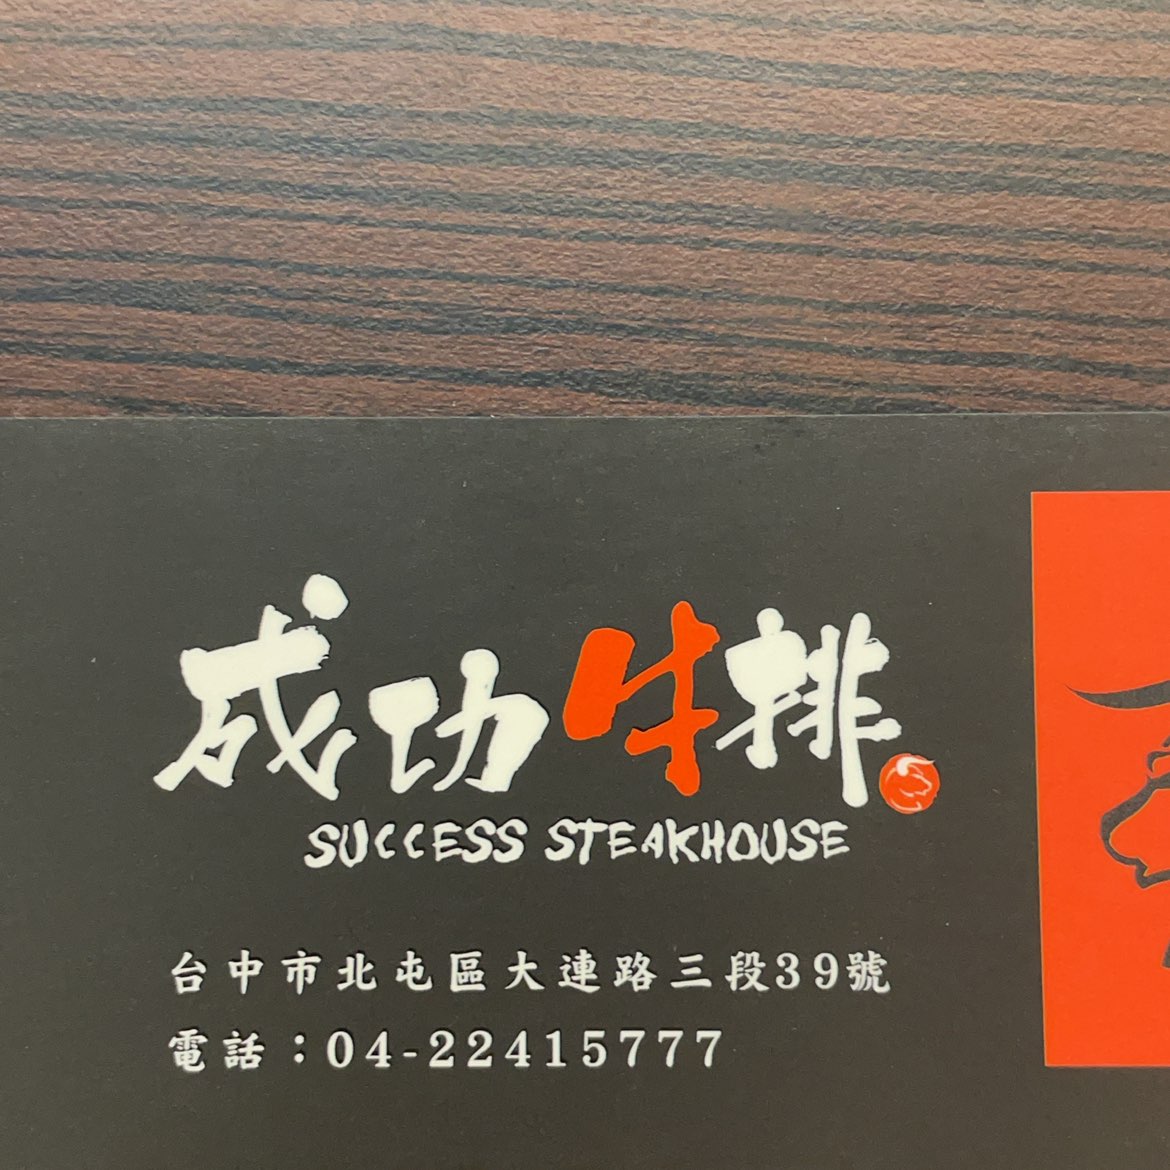 成功牛排
SUCCESS STEAKHOUSE
台中市北屯區大連路三段39號
電話：04-22415777